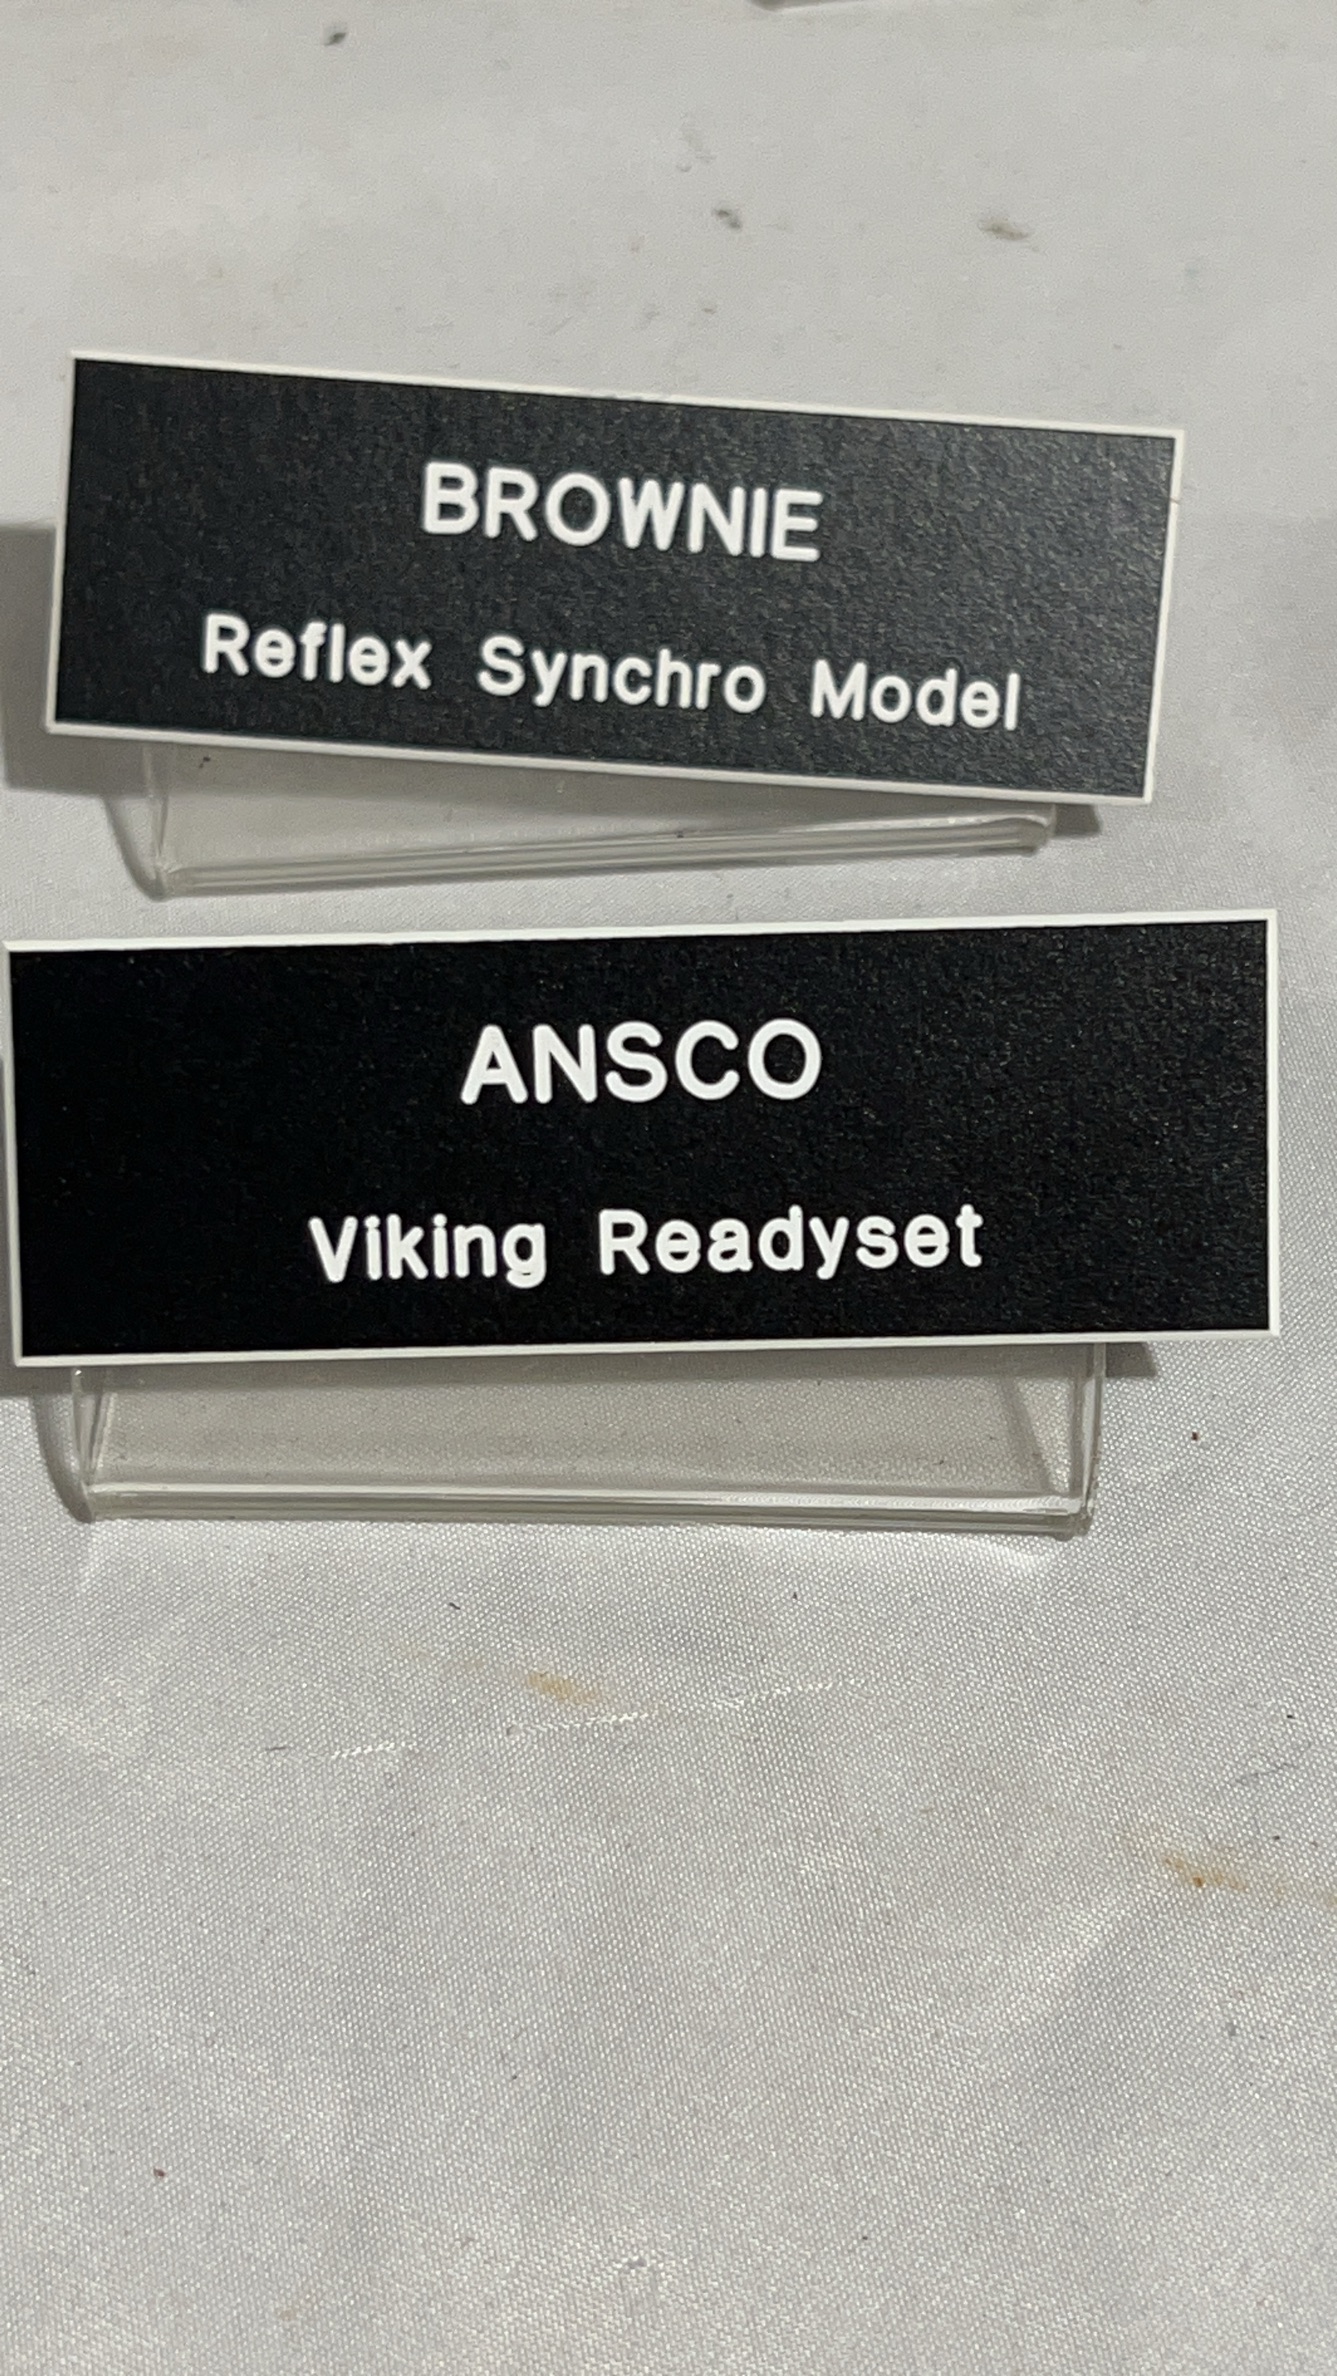 BROWNIE
Reflex Synchro Model
ANSCO
Viking Readyset